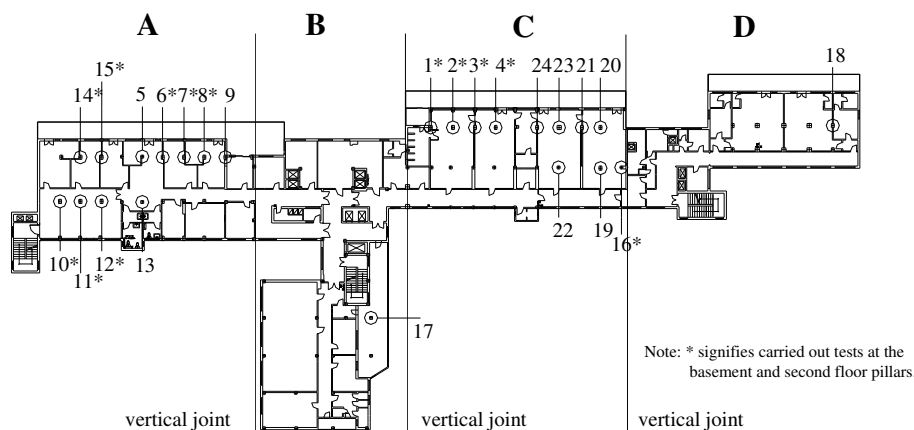 A B C D
15*
14* 5 6* 7* 8* 9
1* 2* 3* 4* 24 23 21 20
18
10* 12* 13
11*
22 19 16*
17
Note: * signifies carried out tests at the
basement and second floor pillars.
vertical joint vertical joint vertical joint